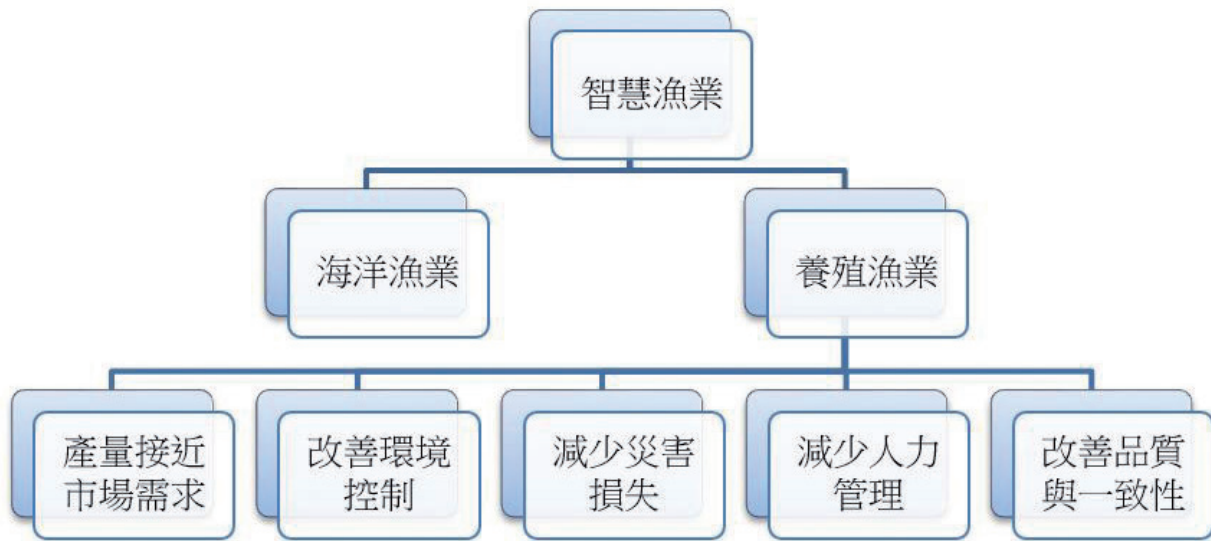 智慧漁業
海洋漁業
養殖漁業
產量接近
市場需求
改善環境
控制
減少災害
損失
減少人力
管理
改善品質
與一致性